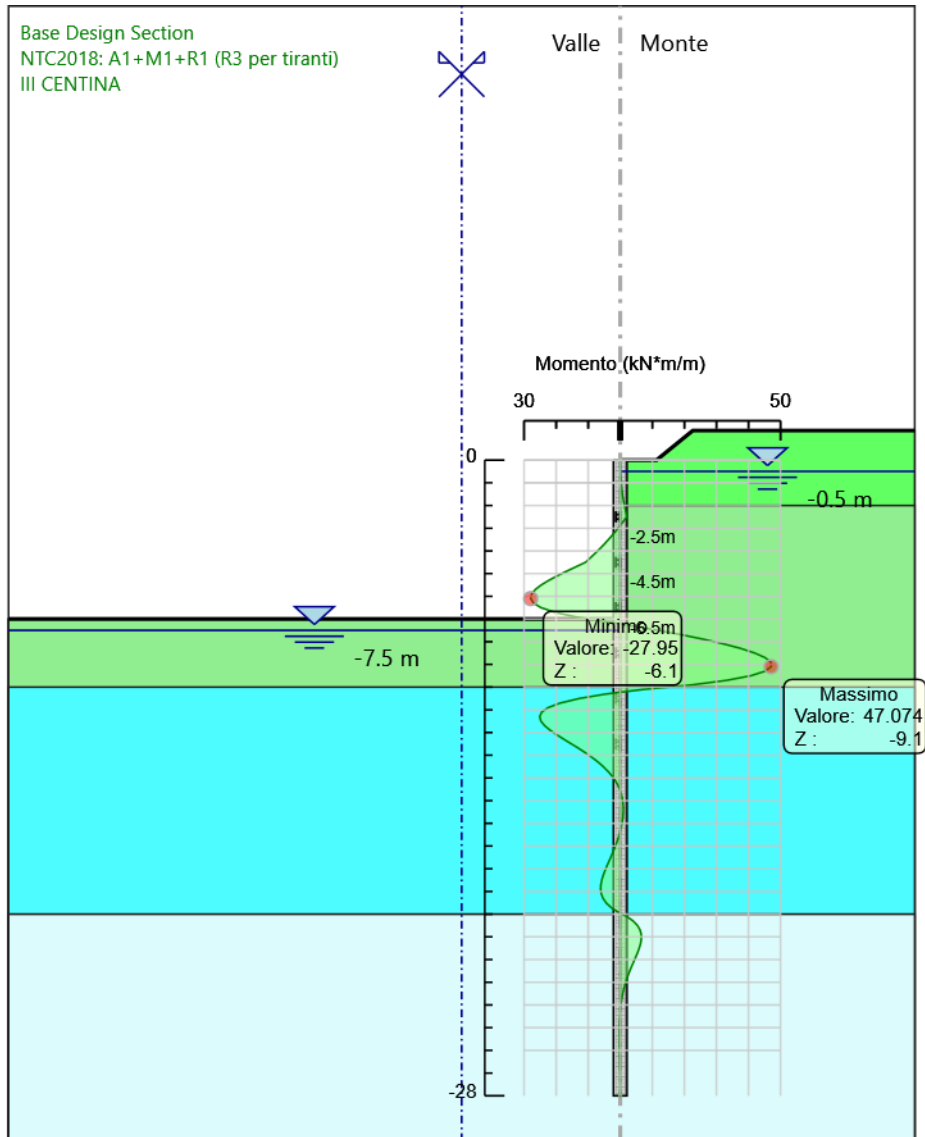 Base Design Section
NTC2018: A1+M1+R1 (R3 per tiranti)
III CENTINA
Valle
Monte
Momento (kN*m/m)
30
50
0
-0.5 m
-2.5m
-4.5m
-6.5m
Minimo
Valore: -27.95
Z : -6.1
-7.5 m
Massimo
Valore: 47.074
Z : -9.1
-28